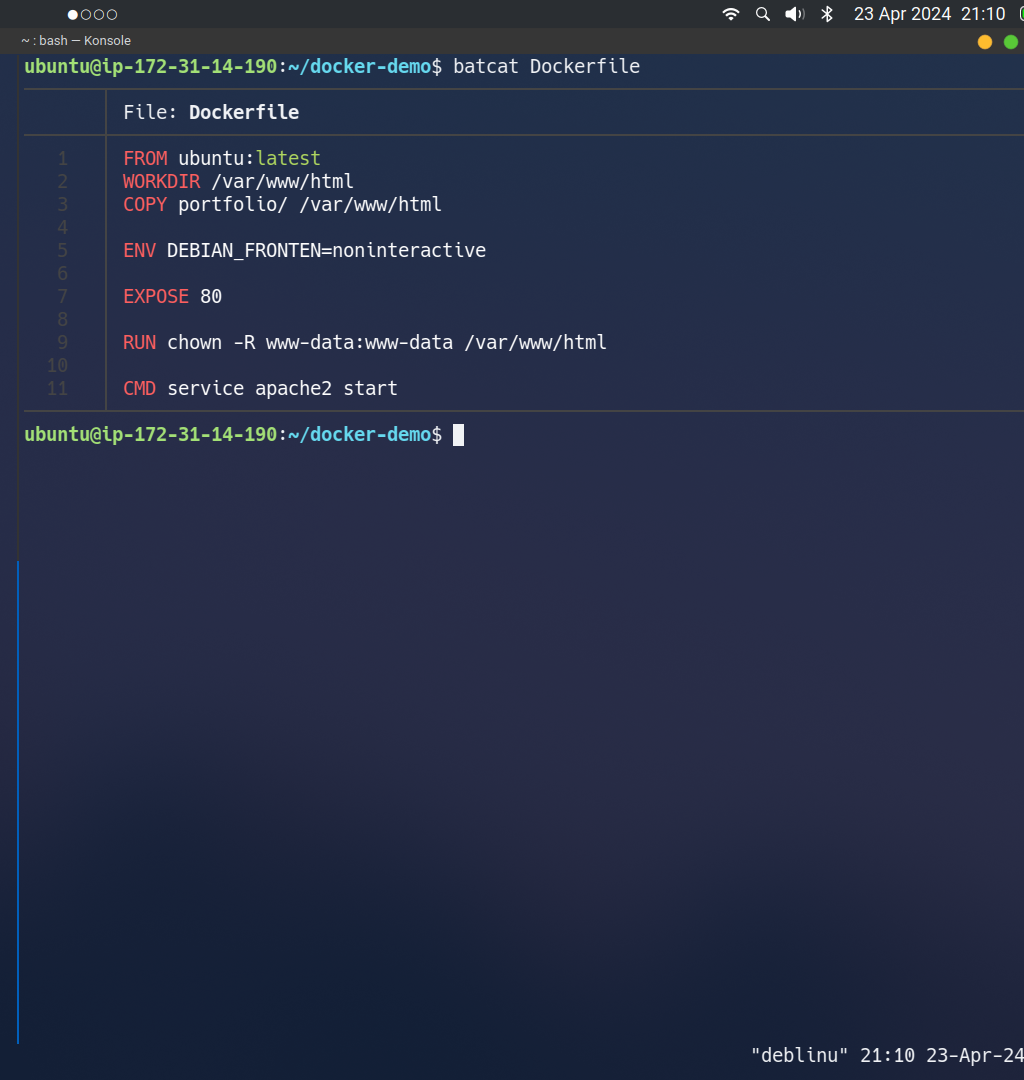 23 Apr 2024 21:10
~ : bash — Konsole
ubuntu@ip-172-31-14-190:~/docker-demo$ batcat Dockerfile
File: Dockerfile
1 FROM ubuntu:latest
2 WORKDIR /var/www/html
3 COPY portfolio/ /var/www/html
4
5 ENV DEBIAN_FRONTEN=noninteractive
6
7 EXPOSE 80
8
9 RUN chown -R www-data:www-data /var/www/html
10
11 CMD service apache2 start
ubuntu@ip-172-31-14-190:~/docker-demo$
"deblinu" 21:10 23-Apr-24